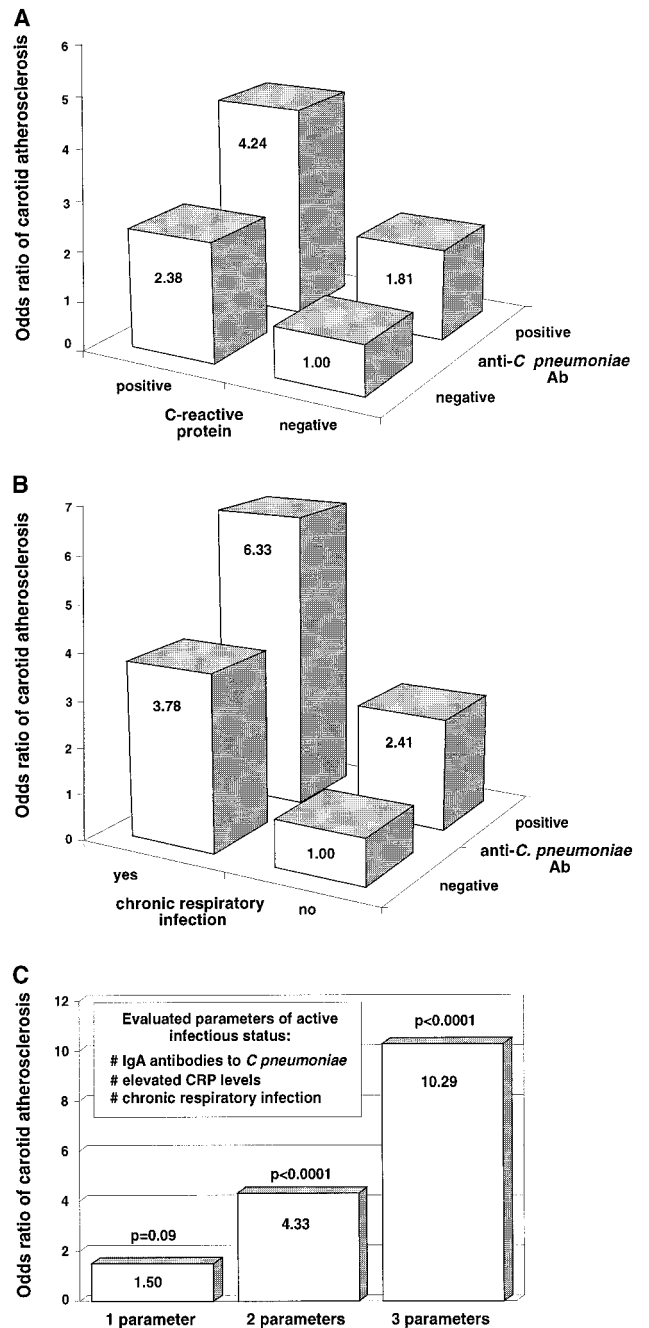 A
Odds ratio of carotid atherosclerosis
6
5
4
3
2
1
0
4.24
2.38
1.81
1.00
positive
C-reactive
protein
negative
positive
anti-C pneumoniae
Ab
negative
B
Odds ratio of carotid atherosclerosis
7
6
5
4
3
2
1
0
6.33
3.78
2.41
1.00
yes
chronic respiratory
infection
no
positive
anti-C. pneumoniae
Ab
negative
C
Odds ratio of carotid atherosclerosis
12
10
8
6
4
2
0
Evaluated parameters of active
infectious status:
# IgA antibodies to C pneumoniae
# elevated CRP levels
# chronic respiratory infection
p=0.09
1.50
p<0.0001
4.33
p<0.0001
10.29
1 parameter
2 parameters
3 parameters